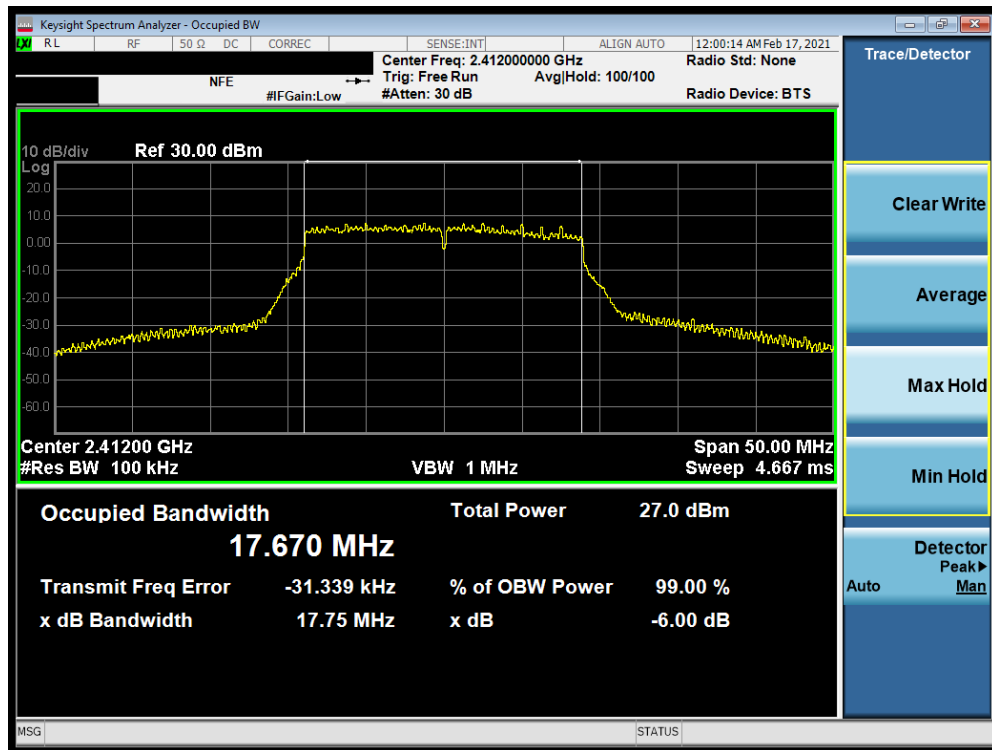 Keysight Spectrum Analyzer - Occupied BW
LXI RL RF 50 Ω DC CORREC SENSE:INT ALIGN AUTO 12:00:14 AM Feb 17, 2021
Center Freq: 2.412000000 GHz Radio Std: None
NFE Trig: Free Run Avg|Hold: 100/100
#IFGain:Low #Atten: 30 dB Radio Device: BTS
10 dB/div Ref 30.00 dBm
Log
20.0
10.0
0.00
-10.0
-20.0
-30.0
-40.0
-50.0
-60.0
Center 2.41200 GHz Span 50.00 MHz
#Res BW 100 kHz VBW 1 MHz Sweep 4.667 ms
Occupied Bandwidth Total Power 27.0 dBm
17.670 MHz
Transmit Freq Error -31.339 kHz % of OBW Power 99.00 %
x dB Bandwidth 17.75 MHz x dB -6.00 dB
MSG STATUS
Trace/Detector
Clear Write
Average
Max Hold
Min Hold
Detector
Peak▶
Auto Man